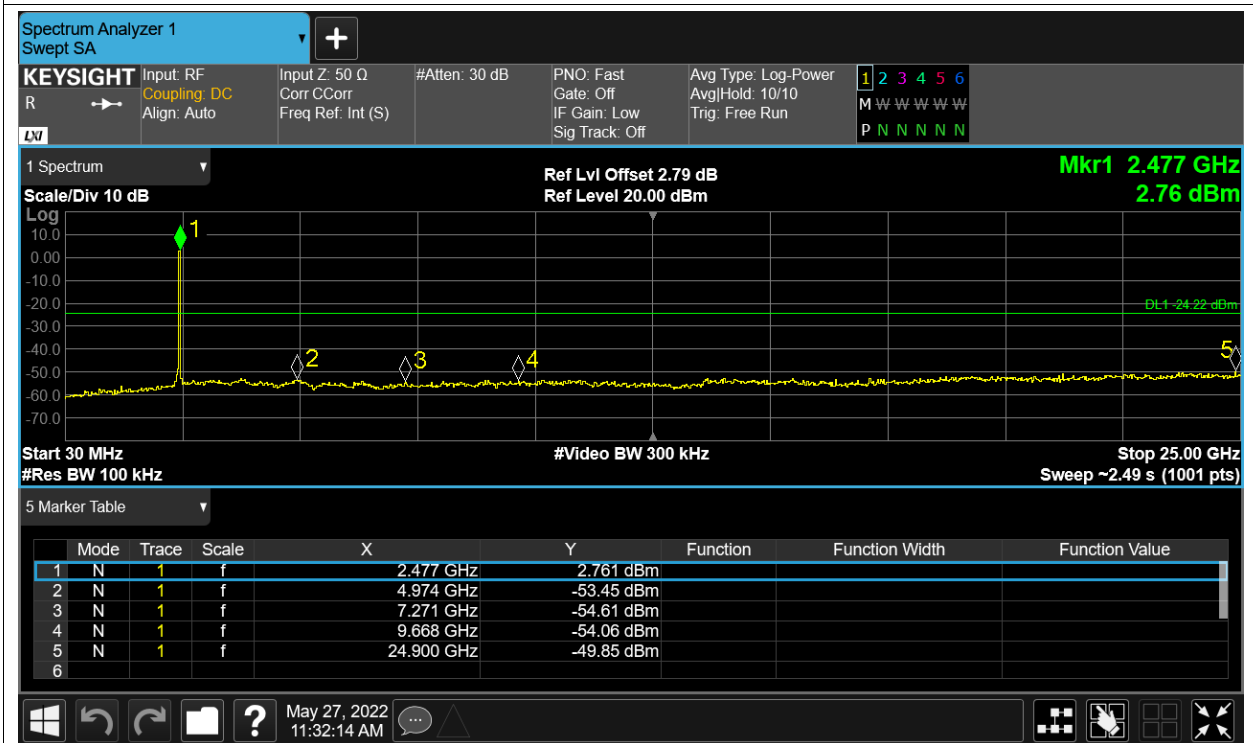 Spectrum Analyzer 1
Swept SA
KEYSIGHT
R
LXI
Input: RF
Coupling: DC
Align: Auto
Input Z: 50 Ω
Corr CCorr
Freq Ref: Int (S)
#Atten: 30 dB
PNO: Fast
Gate: Off
IF Gain: Low
Sig Track: Off
Avg Type: Log-Power
Avg|Hold: 10/10
Trig: Free Run
1 2 3 4 5 6
M W W W W W
P N N N N N
1 Spectrum
Scale/Div 10 dB
Ref Lvl Offset 2.79 dB
Ref Level 20.00 dBm
Mkr1 2.477 GHz
2.76 dBm
Log
10.0
0.00
-10.0
-20.0
-30.0
-40.0
-50.0
-60.0
-70.0
1
2
3
4
5
DL1 -24.22 dBm
Start 30 MHz
#Video BW 300 kHz
Stop 25.00 GHz
#Res BW 100 kHz
Sweep ~2.49 s (1001 pts)
5 Marker Table
Mode Trace Scale X Y Function Function Width Function Value
1 N 1 f 2.477 GHz 2.761 dBm
2 N 1 f 4.974 GHz -53.45 dBm
3 N 1 f 7.271 GHz -54.61 dBm
4 N 1 f 9.668 GHz -54.06 dBm
5 N 1 f 24.900 GHz -49.85 dBm
6
?
May 27, 2022
11:32:14 AM